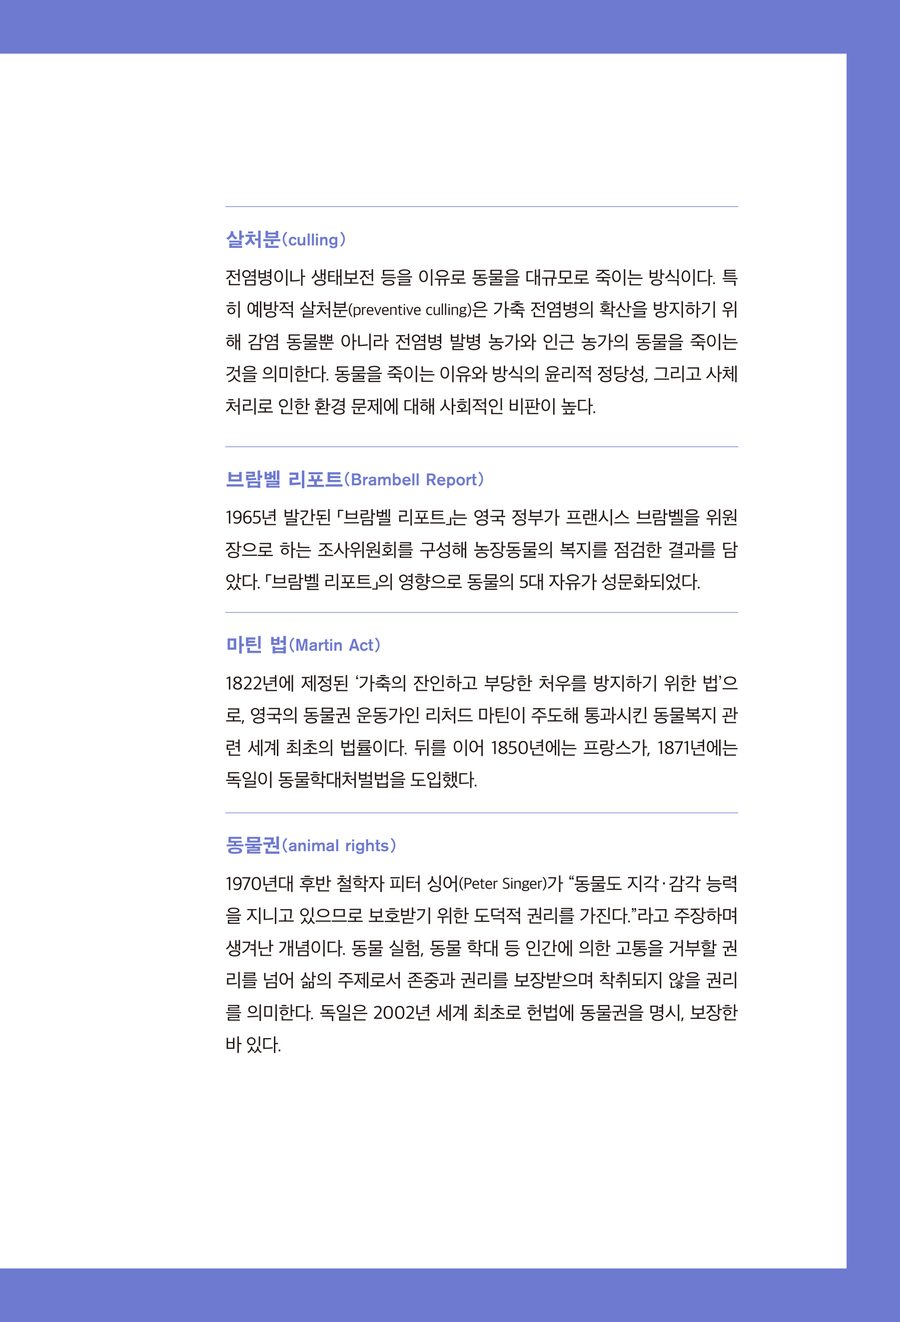 살처분(culling)
전염병이나 생태보전 등을 이유로 동물을 대규모로 죽이는 방식이다. 특
히 예방적 살처분(preventive culling)은 가축 전염병의 확산을 방지하기 위
해 감염 동물뿐 아니라 전염병 발병 농가와 인근 농가의 동물을 죽이는
것을 의미한다. 동물을 죽이는 이유와 방식의 윤리적 정당성, 그리고 사체
처리로 인한 환경 문제에 대해 사회적인 비판이 높다.
브람벨 리포트(Brambell Report)
1965년 발간된 「브람벨 리포트」는 영국 정부가 프랜시스 브람벨을 위원
장으로 하는 조사위원회를 구성해 농장동물의 복지를 점검한 결과를 담
았다. 「브람벨 리포트」의 영향으로 동물의 5대 자유가 성문화되었다.
마틴 법(Martin Act)
1822년에 제정된 ‘가축의 잔인하고 부당한 처우를 방지하기 위한 법’으
로, 영국의 동물권 운동가인 리처드 마틴이 주도해 통과시킨 동물복지 관
련 세계 최초의 법률이다. 뒤를 이어 1850년에는 프랑스가, 1871년에는
독일이 동물학대처벌법을 도입했다.
동물권(animal rights)
1970년대 후반 철학자 피터 싱어(Peter Singer)가 “동물도 지각·감각 능력
을 지니고 있으므로 보호받기 위한 도덕적 권리를 가진다.”라고 주장하며
생겨난 개념이다. 동물 실험, 동물 학대 등 인간에 의한 고통을 거부할 권
리를 넘어 삶의 주제로서 존중과 권리를 보장받으며 착취되지 않을 권리
를 의미한다. 독일은 2002년 세계 최초로 헌법에 동물권을 명시, 보장한
바 있다.